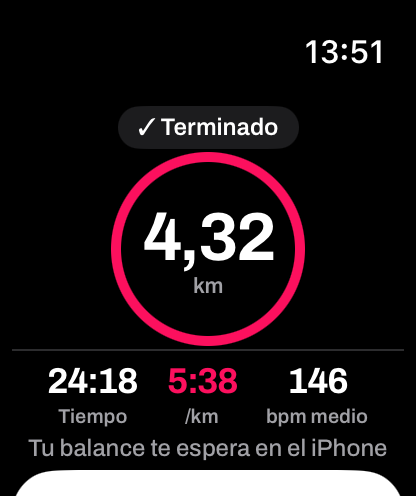 13:51
✓ Terminado
4,32
km
24:18 5:38 146
Tiempo /km bpm medio
Tu balance te espera en el iPhone